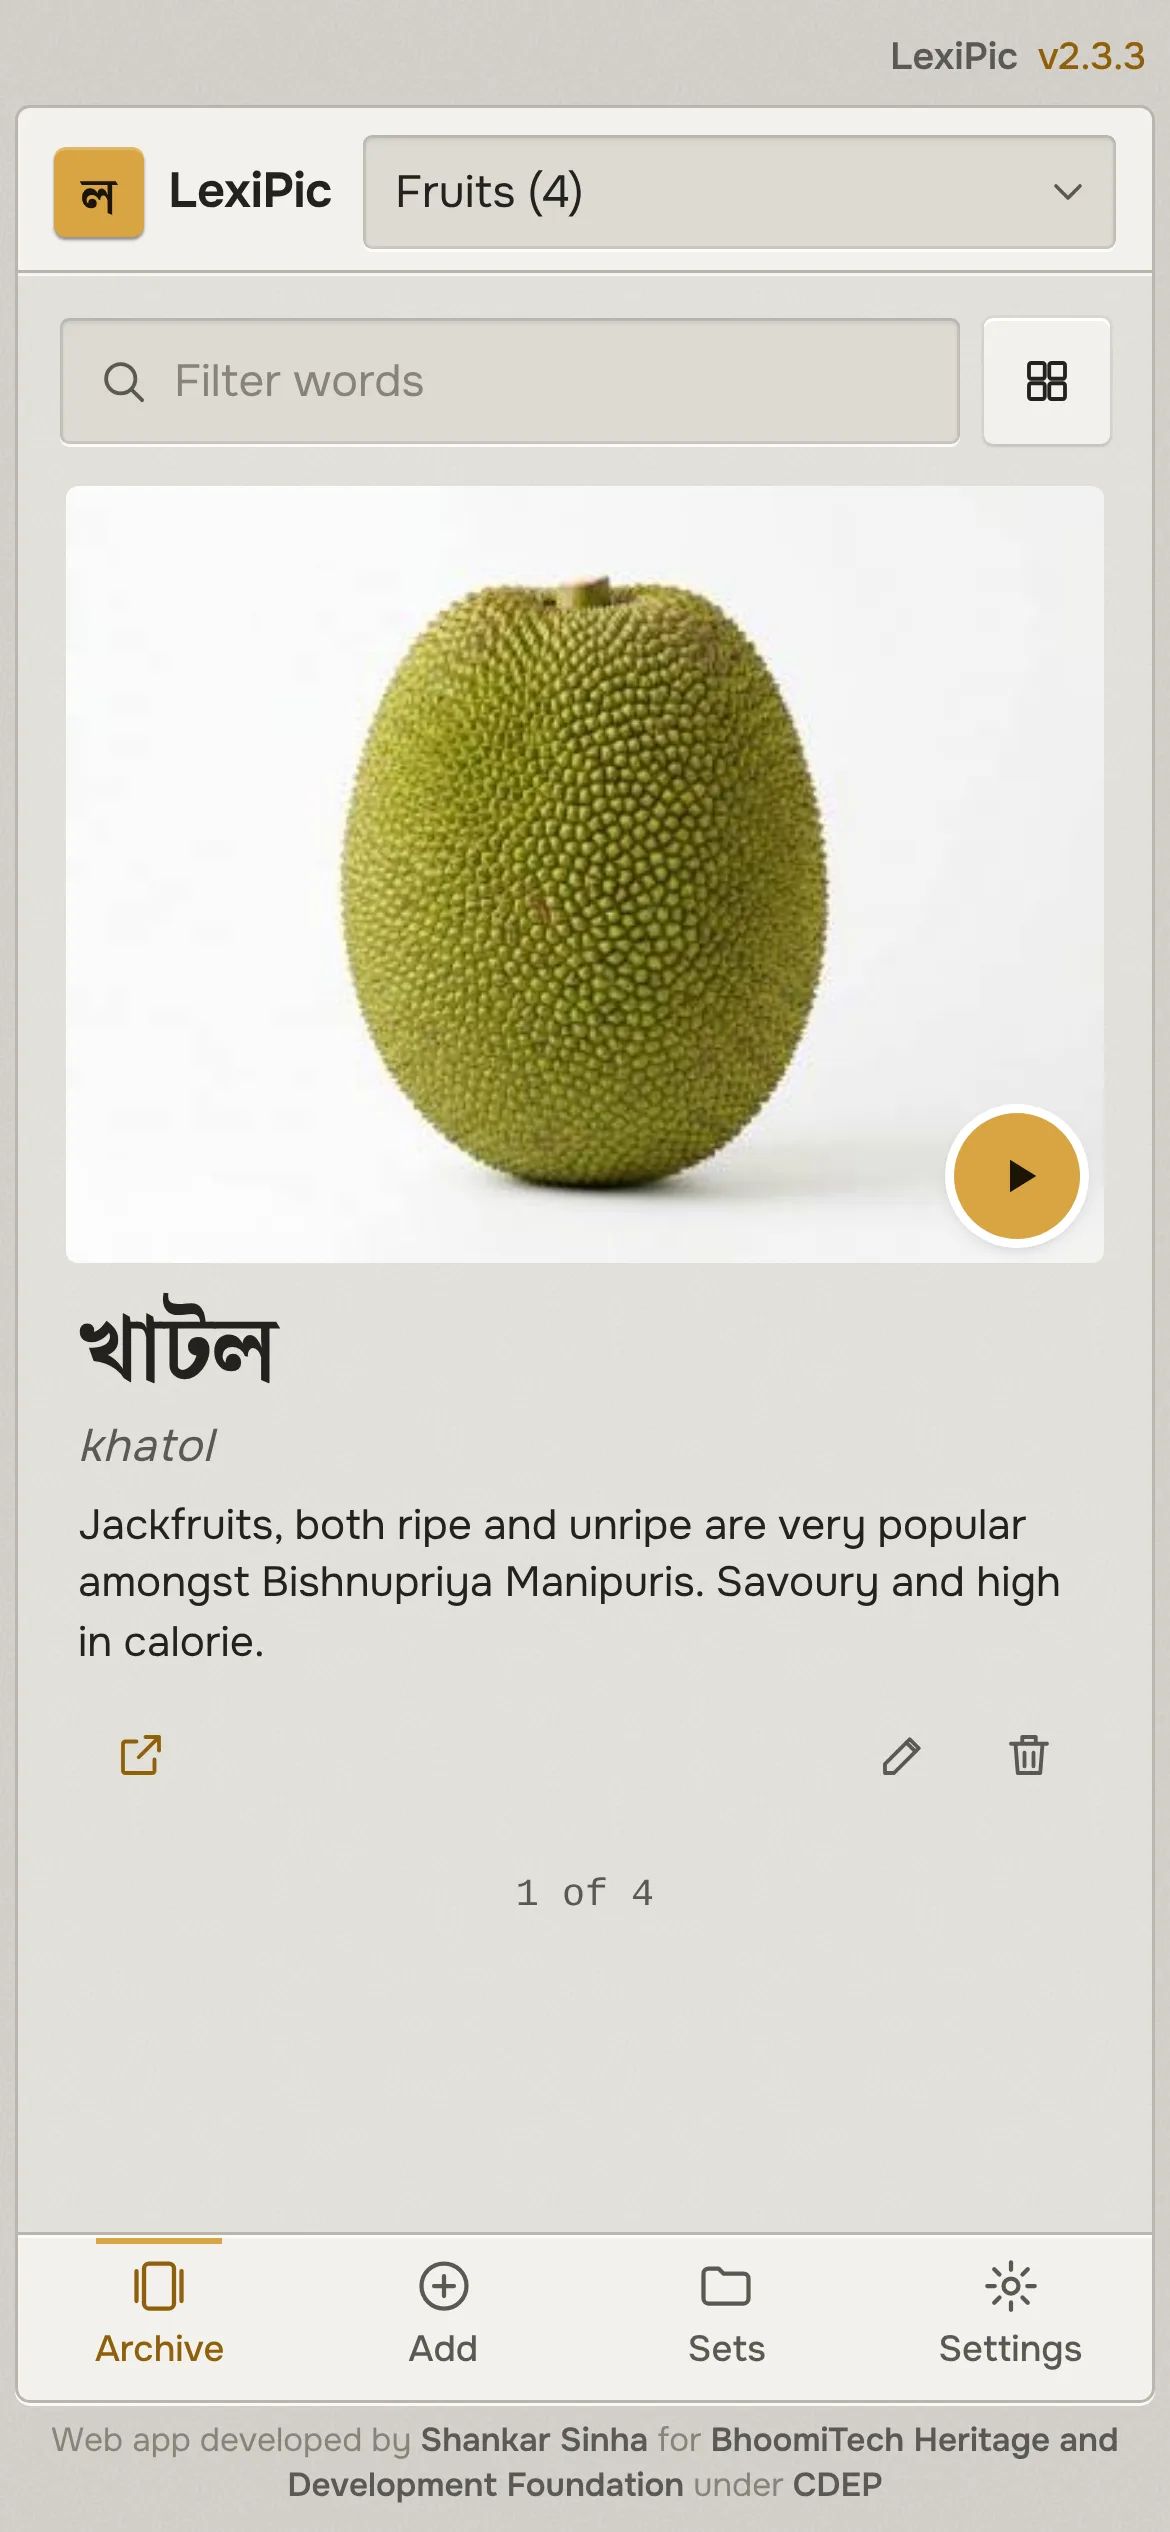 LexiPic v2.3.3
ল LexiPic Fruits (4)
Filter words
খাটল
khatol
Jackfruits, both ripe and unripe are very popular
amongst Bishnupriya Manipuris. Savoury and high
in calorie.
1 of 4
Archive Add Sets Settings
Web app developed by Shankar Sinha for BhoomiTech Heritage and
Development Foundation under CDEP